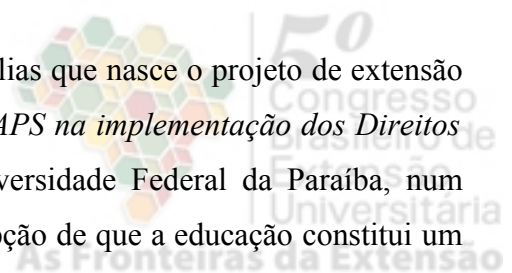 lias que nasce o projeto de extensão
APS na implementação dos Direitos
versidade Federal da Paraíba, num
pção de que a educação constitui um
5º
Congresso
Brasileiro de
Extensão
Universitária
As Fronteiras da Extensão